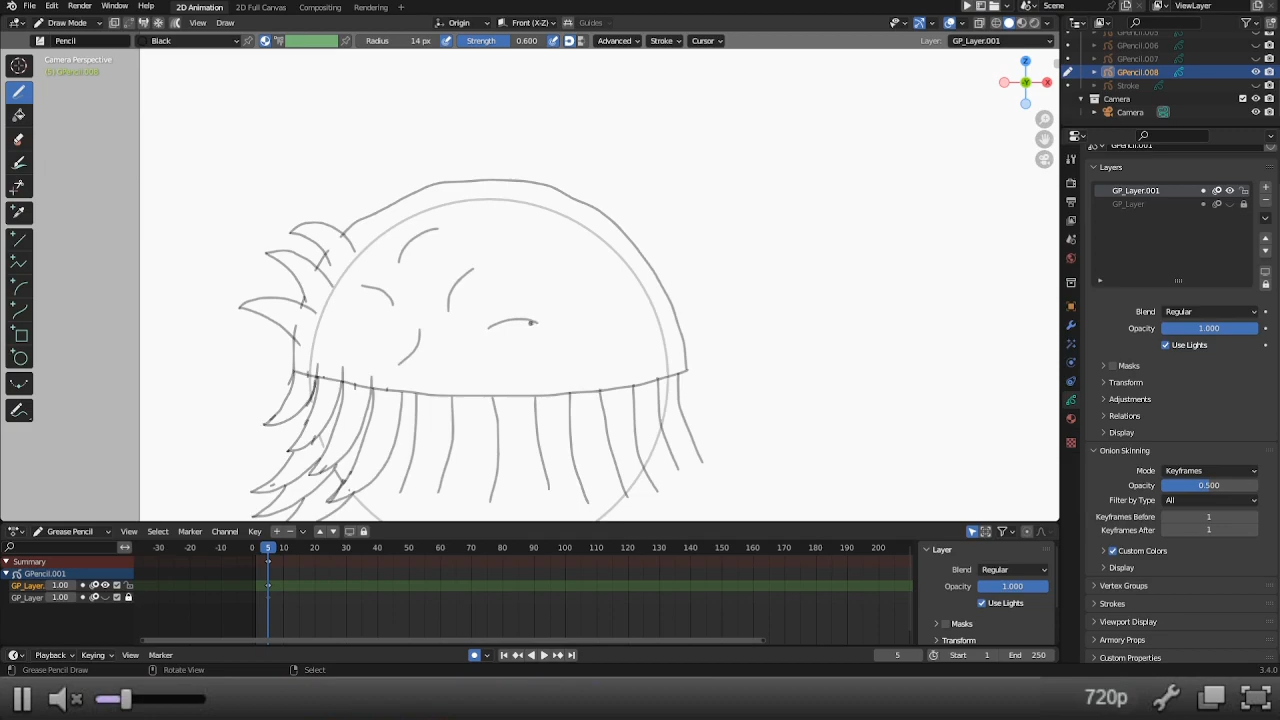 File Edit Render Window Help 2D Animation 2D Full Canvas Compositing Rendering Scene ViewLayer
Draw Mode View Draw Origin Front (X-Z) Guides
Pencil Black Radius 14 px Strength 0.600 Advanced Stroke Cursor Layer: GP_Layer.001
Camera Perspective
(5) GPencil.008
Z
Y
X
GPencil.006
GPencil.007
GPencil.008
Stroke
Camera
Camera
GPencil.001
Layers
GP_Layer.001
GP_Layer
Blend Regular
Opacity 1.000
Use Lights
Masks
Transform
Adjustments
Relations
Display
Onion Skinning
Mode Keyframes
Opacity 0.500
Filter by Type All
Keyframes Before 1
Keyframes After 1
Custom Colors
Display
Vertex Groups
Strokes
Viewport Display
Armory Props
Custom Properties
Grease Pencil View Select Marker Channel Key
-30 -20 -10 0 5 10 20 30 40 50 60 70 80 90 100 110 120 130 140 150 160 170 180 190 200
Summary
GPencil.001
GP_Layer. 1.00
GP_Layer 1.00
Layer
Blend Regular
Opacity 1.000
Use Lights
Masks
Transform
Playback Keying View Marker 5 Start 1 End 250
Grease Pencil Draw Rotate View Select 3.4.0
720p